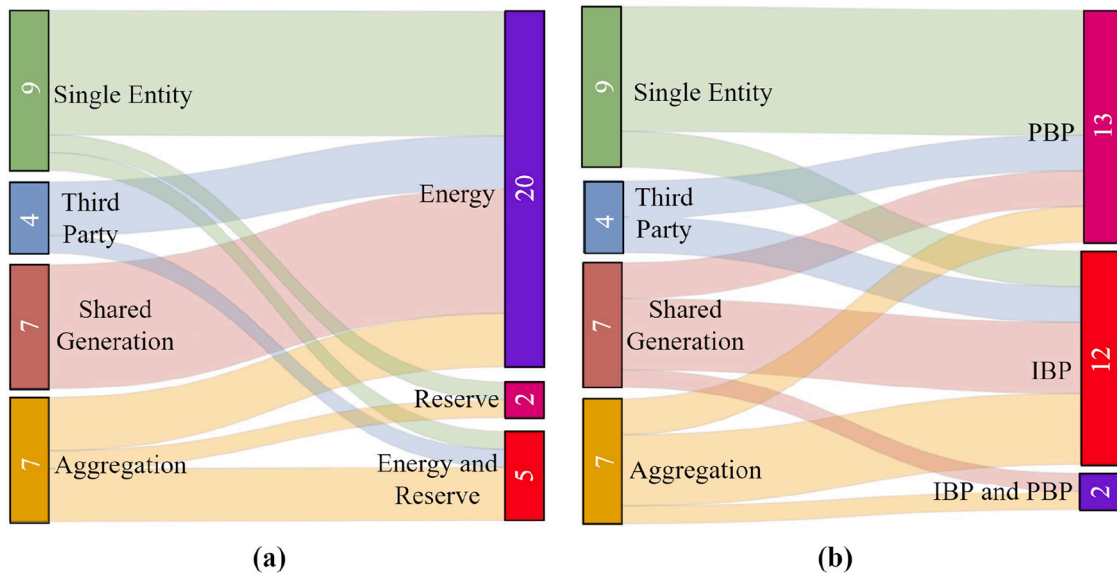 9
Single Entity
4
Third
Party
7
Shared
Generation
7
Aggregation
Energy
20
Reserve
2
Energy and
Reserve
5
(a)
9
Single Entity
4
Third
Party
7
Shared
Generation
7
Aggregation
PBP
13
IBP
12
IBP and PBP
2
(b)